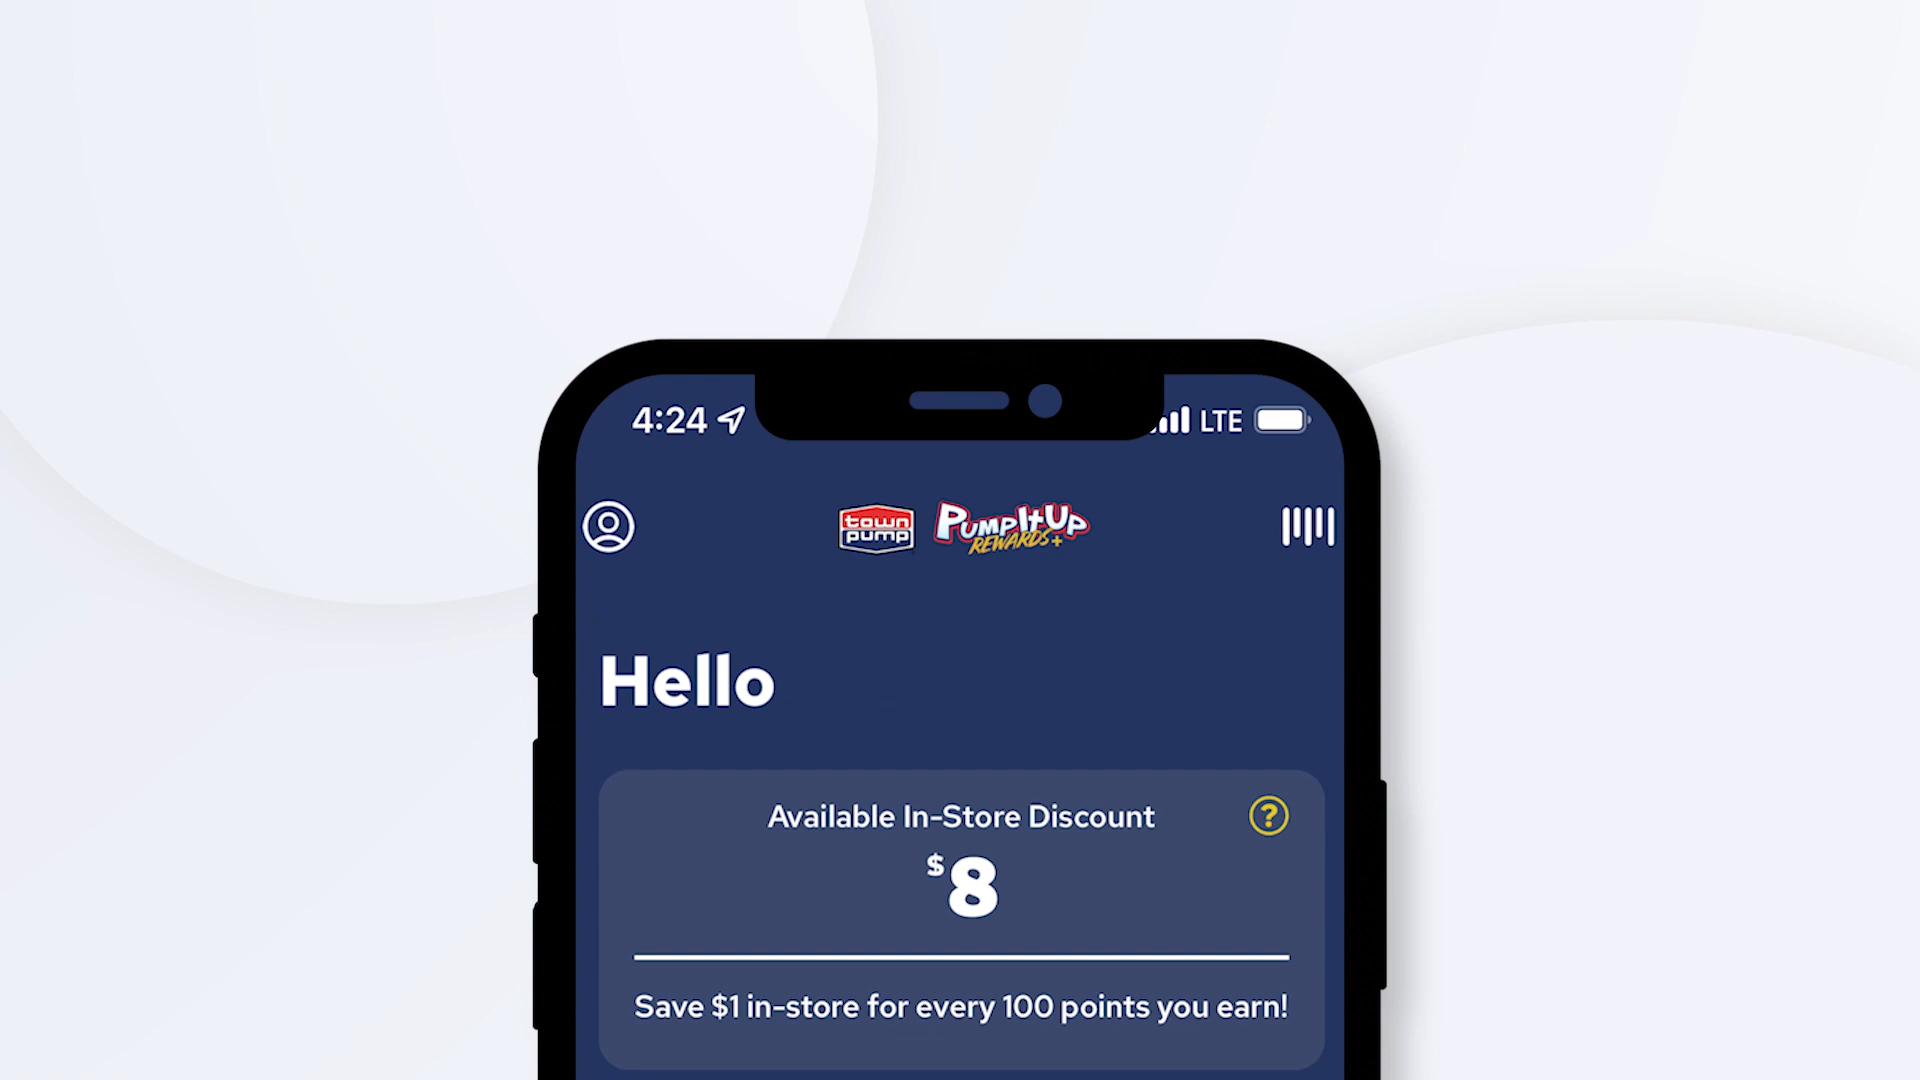 4:24 LTE
town pump PumpItUp REWARDS+
Hello
Available In-Store Discount ?
$8
Save $1 in-store for every 100 points you earn!